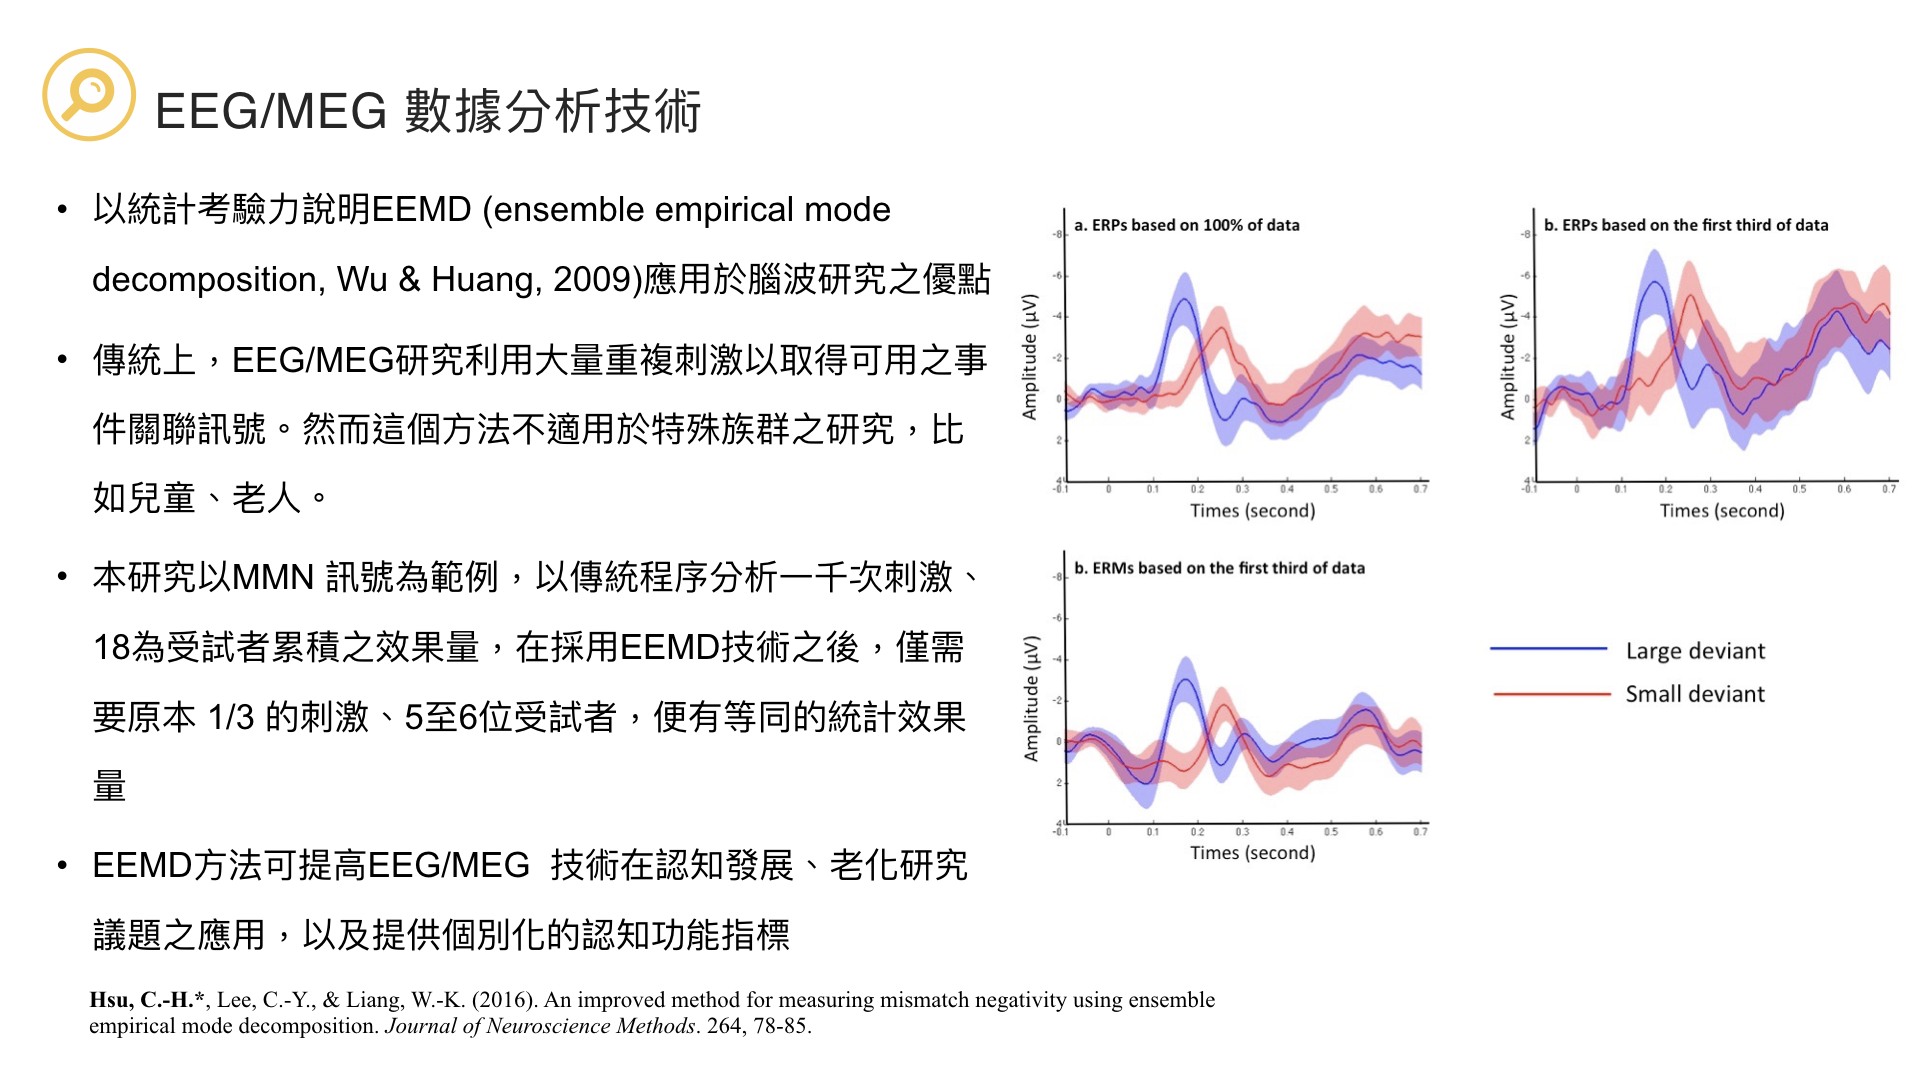 EEG/MEG 數據分析技術
• 以統計考驗力說明EEMD (ensemble empirical mode
decomposition, Wu & Huang, 2009)應用於腦波研究之優點
• 傳統上，EEG/MEG研究利用大量重複刺激以取得可用之事
件關聯訊號。然而這個方法不適用於特殊族群之研究，比
如兒童、老人。
• 本研究以MMN 訊號為範例，以傳統程序分析一千次刺激、
18為受試者累積之效果量，在採用EEMD技術之後，僅需
要原本 1/3 的刺激、5至6位受試者，便有等同的統計效果
量
• EEMD方法可提高EEG/MEG 技術在認知發展、老化研究
議題之應用，以及提供個別化的認知功能指標
Hsu, C.-H.*, Lee, C.-Y., & Liang, W.-K. (2016). An improved method for measuring mismatch negativity using ensemble
empirical mode decomposition. Journal of Neuroscience Methods. 264, 78-85.
a. ERPs based on 100% of data
Amplitude (µV)
-8
-6
-4
-2
0
2
4
-0.1 0 0.1 0.2 0.3 0.4 0.5 0.6 0.7
Times (second)
b. ERPs based on the first third of data
Amplitude (µV)
-8
-6
-4
-2
0
2
4
-0.1 0 0.1 0.2 0.3 0.4 0.5 0.6 0.7
Times (second)
b. ERMs based on the first third of data
Amplitude (µV)
-8
-6
-4
-2
0
2
4
-0.1 0 0.1 0.2 0.3 0.4 0.5 0.6 0.7
Times (second)
Large deviant
Small deviant